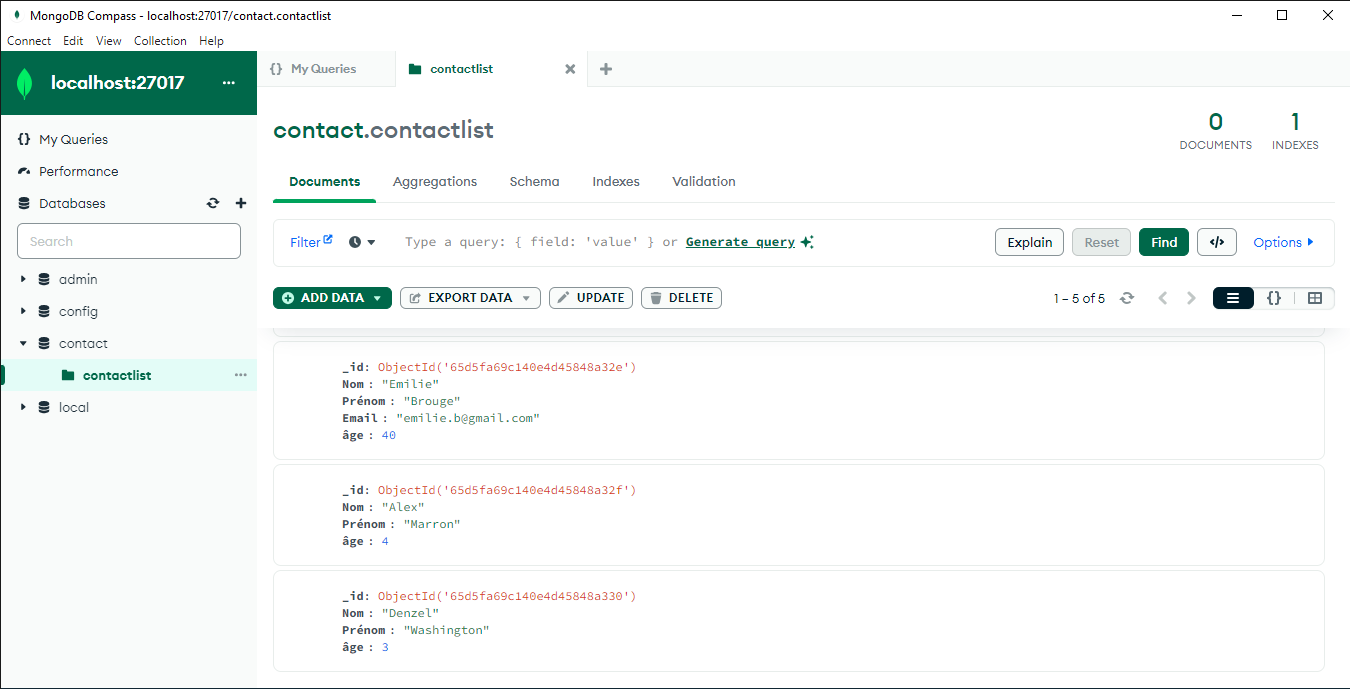 MongoDB Compass - localhost:27017/contact.contactlist
Connect Edit View Collection Help
localhost:27017
{} My Queries
contactlist
{} My Queries
Performance
Databases
Search
admin
config
contact
contactlist
local
contact.contactlist
0 DOCUMENTS
1 INDEXES
Documents Aggregations Schema Indexes Validation
Filter Type a query: { field: 'value' } or Generate query Explain Reset Find </> Options
ADD DATA EXPORT DATA UPDATE DELETE 1 – 5 of 5 {}
_id: ObjectId('65d5fa69c140e4d45848a32e')
Nom : "Emilie"
Prénom : "Brouge"
Email : "emilie.b@gmail.com"
âge : 40
_id: ObjectId('65d5fa69c140e4d45848a32f')
Nom : "Alex"
Prénom : "Marron"
âge : 4
_id: ObjectId('65d5fa69c140e4d45848a330')
Nom : "Denzel"
Prénom : "Washington"
âge : 3